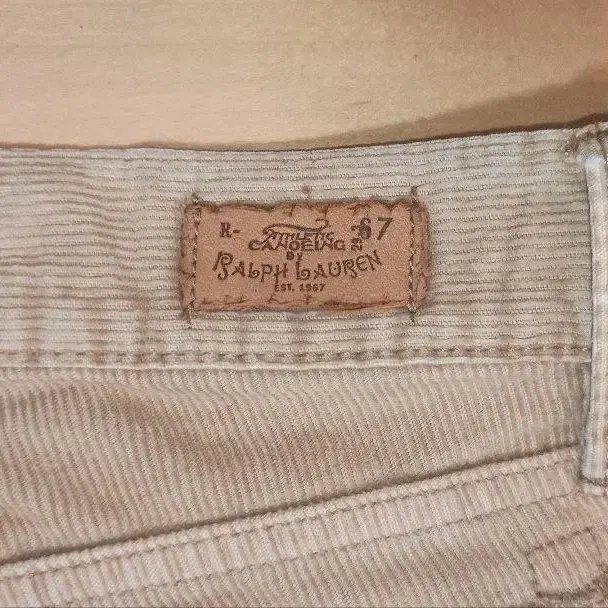 R- 67
ATHLETIC
CANOEING
BY
RALPH LAUREN
EST. 1967